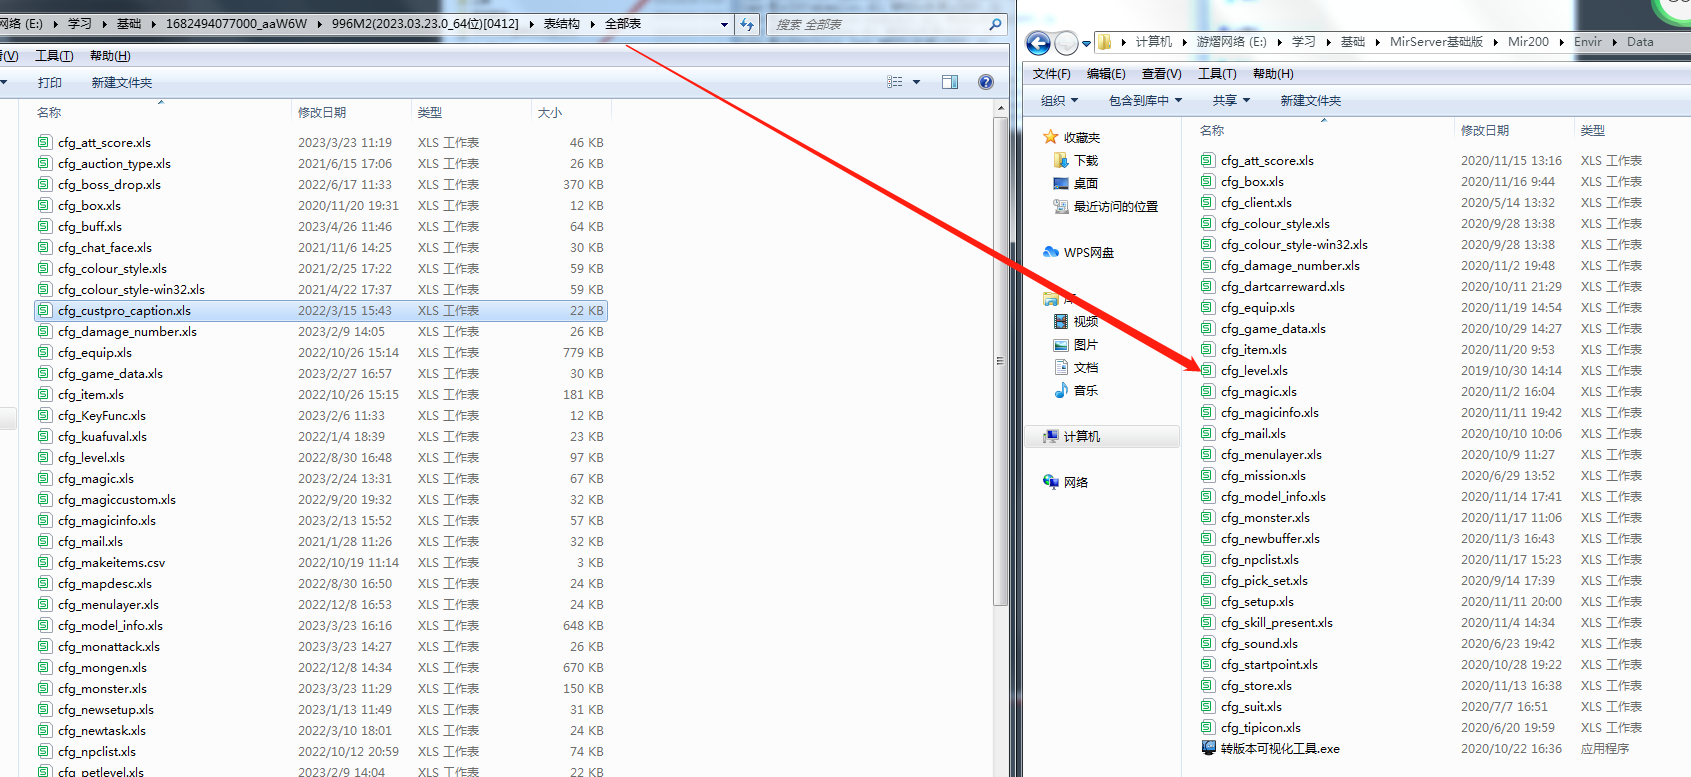 网络 (E:) 学习 基础 1682494077000_aaW6W 996M2(2023.03.23.0_64位)[0412] 表结构 全部表 搜索 全部表
(V) 工具(T) 帮助(H)
打印 新建文件夹
名称 修改日期 类型 大小
cfg_att_score.xls 2023/3/23 11:19 XLS 工作表 46 KB
cfg_auction_type.xls 2021/6/15 17:06 XLS 工作表 26 KB
cfg_boss_drop.xls 2022/6/17 11:33 XLS 工作表 370 KB
cfg_box.xls 2020/11/20 19:31 XLS 工作表 12 KB
cfg_buff.xls 2023/4/26 11:46 XLS 工作表 64 KB
cfg_chat_face.xls 2021/11/6 14:25 XLS 工作表 30 KB
cfg_colour_style.xls 2021/2/25 17:22 XLS 工作表 59 KB
cfg_colour_style-win32.xls 2021/4/22 17:37 XLS 工作表 59 KB
cfg_custpro_caption.xls 2022/3/15 15:43 XLS 工作表 22 KB
cfg_damage_number.xls 2023/2/9 14:05 XLS 工作表 26 KB
cfg_equip.xls 2022/10/26 15:14 XLS 工作表 779 KB
cfg_game_data.xls 2023/2/27 16:57 XLS 工作表 30 KB
cfg_item.xls 2022/10/26 15:15 XLS 工作表 181 KB
cfg_KeyFunc.xls 2023/2/6 11:33 XLS 工作表 12 KB
cfg_kuafuval.xls 2022/1/4 18:39 XLS 工作表 23 KB
cfg_level.xls 2022/8/30 16:48 XLS 工作表 97 KB
cfg_magic.xls 2023/2/24 13:31 XLS 工作表 67 KB
cfg_magiccustom.xls 2022/9/20 19:32 XLS 工作表 32 KB
cfg_magicinfo.xls 2023/2/13 15:52 XLS 工作表 57 KB
cfg_mail.xls 2021/1/28 11:26 XLS 工作表 32 KB
cfg_makeitems.csv 2022/10/19 11:14 XLS 工作表 3 KB
cfg_mapdesc.xls 2022/8/30 16:50 XLS 工作表 24 KB
cfg_menulayer.xls 2022/12/8 16:53 XLS 工作表 24 KB
cfg_model_info.xls 2023/3/23 16:16 XLS 工作表 648 KB
cfg_monattack.xls 2023/3/23 14:27 XLS 工作表 26 KB
cfg_mongen.xls 2022/12/8 14:34 XLS 工作表 670 KB
cfg_monster.xls 2023/3/23 11:29 XLS 工作表 150 KB
cfg_newsetup.xls 2023/1/13 11:49 XLS 工作表 31 KB
cfg_newtask.xls 2022/3/10 18:01 XLS 工作表 24 KB
cfg_npclist.xls 2022/10/12 20:59 XLS 工作表 74 KB
cfg_petlevel.xls 2023/2/9 14:04 XLS 工作表 22 KB
计算机 游熠网络 (E:) 学习 基础 MirServer基础版 Mir200 Envir Data
文件(F) 编辑(E) 查看(V) 工具(T) 帮助(H)
组织 包含到库中 共享 新建文件夹
收藏夹
下载
桌面
最近访问的位置
WPS网盘
库
视频
图片
文档
音乐
计算机
网络
名称 修改日期 类型
cfg_att_score.xls 2020/11/15 13:16 XLS 工作表
cfg_box.xls 2020/11/16 9:44 XLS 工作表
cfg_client.xls 2020/5/14 13:32 XLS 工作表
cfg_colour_style.xls 2020/9/28 13:38 XLS 工作表
cfg_colour_style-win32.xls 2020/9/28 13:38 XLS 工作表
cfg_damage_number.xls 2020/11/2 19:48 XLS 工作表
cfg_dartcarreward.xls 2020/10/11 21:29 XLS 工作表
cfg_equip.xls 2020/11/19 14:54 XLS 工作表
cfg_game_data.xls 2020/10/29 14:27 XLS 工作表
cfg_item.xls 2020/11/20 9:53 XLS 工作表
cfg_level.xls 2019/10/30 14:14 XLS 工作表
cfg_magic.xls 2020/11/2 16:04 XLS 工作表
cfg_magicinfo.xls 2020/11/11 19:42 XLS 工作表
cfg_mail.xls 2020/10/10 10:06 XLS 工作表
cfg_menulayer.xls 2020/10/9 11:27 XLS 工作表
cfg_mission.xls 2020/6/29 13:52 XLS 工作表
cfg_model_info.xls 2020/11/14 17:41 XLS 工作表
cfg_monster.xls 2020/11/17 11:06 XLS 工作表
cfg_newbuffer.xls 2020/11/3 16:43 XLS 工作表
cfg_npclist.xls 2020/11/17 15:23 XLS 工作表
cfg_pick_set.xls 2020/9/14 17:39 XLS 工作表
cfg_setup.xls 2020/11/11 20:00 XLS 工作表
cfg_skill_present.xls 2020/11/4 14:34 XLS 工作表
cfg_sound.xls 2020/6/23 19:42 XLS 工作表
cfg_startpoint.xls 2020/10/28 19:22 XLS 工作表
cfg_store.xls 2020/11/13 16:38 XLS 工作表
cfg_suit.xls 2020/7/7 16:51 XLS 工作表
cfg_tipicon.xls 2020/6/20 19:59 XLS 工作表
转版本可视化工具.exe 2020/10/22 16:36 应用程序